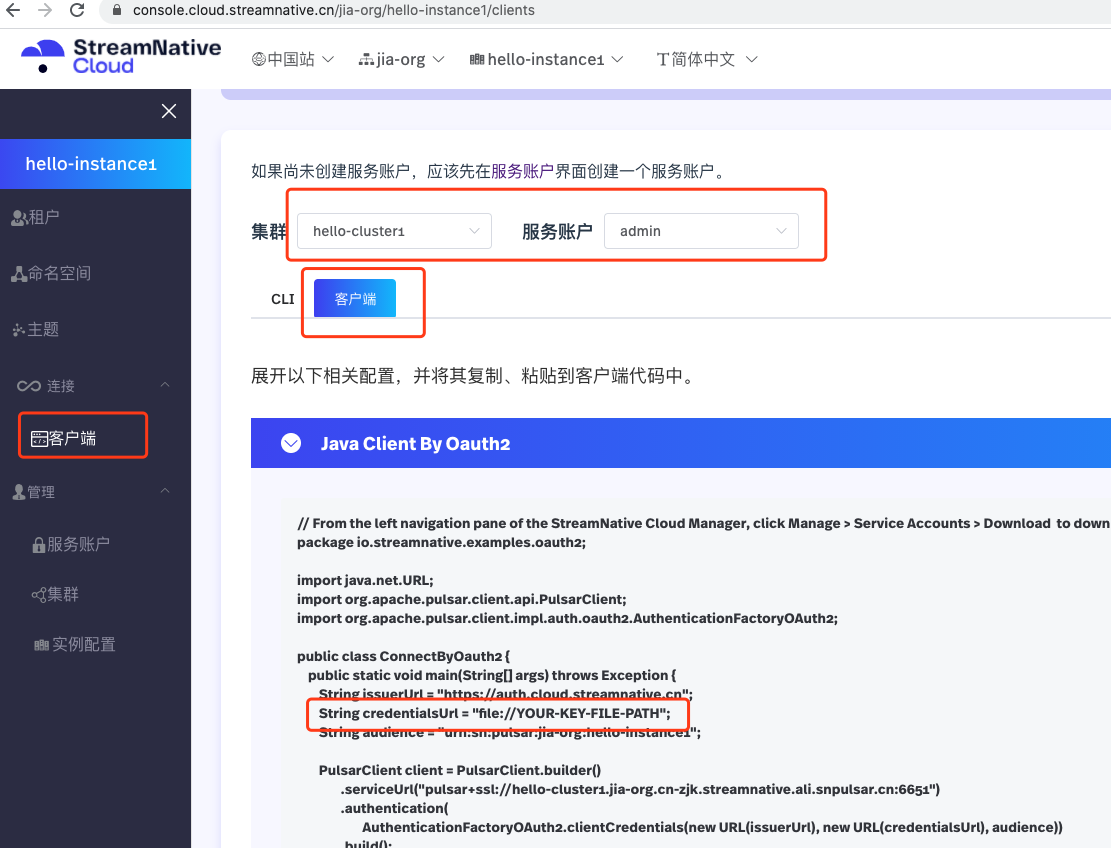 console.cloud.streamnative.cn/jia-org/hello-instance1/clients
StreamNative
Cloud
中国站
jia-org
hello-instance1
简体中文
hello-instance1
租户
命名空间
主题
连接
客户端
管理
服务账户
集群
实例配置
如果尚未创建服务账户，应该先在服务账户界面创建一个服务账户。
集群 hello-cluster1 服务账户 admin
CLI 客户端
展开以下相关配置，并将其复制、粘贴到客户端代码中。
Java Client By Oauth2
// From the left navigation pane of the StreamNative Cloud Manager, click Manage > Service Accounts > Download to down
package io.streamnative.examples.oauth2;
import java.net.URL;
import org.apache.pulsar.client.api.PulsarClient;
import org.apache.pulsar.client.impl.auth.oauth2.AuthenticationFactoryOAuth2;
public class ConnectByOauth2 {
public static void main(String[] args) throws Exception {
String issuerUrl = "https://auth.cloud.streamnative.cn";
String credentialsUrl = "file://YOUR-KEY-FILE-PATH";
String audience = "urn:sn:pulsar:jia-org:hello-instance1";
PulsarClient client = PulsarClient.builder()
.serviceUrl("pulsar+ssl://hello-cluster1.jia-org.cn-zjk.streamnative.ali.snpulsar.cn:6651")
.authentication(
AuthenticationFactoryOAuth2.clientCredentials(new URL(issuerUrl), new URL(credentialsUrl), audience))
.build();